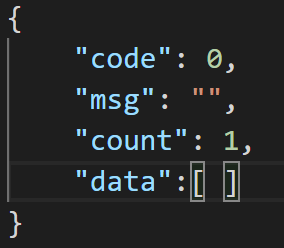 {
"code": 0,
"msg": "",
"count": 1,
"data":[ ]
}